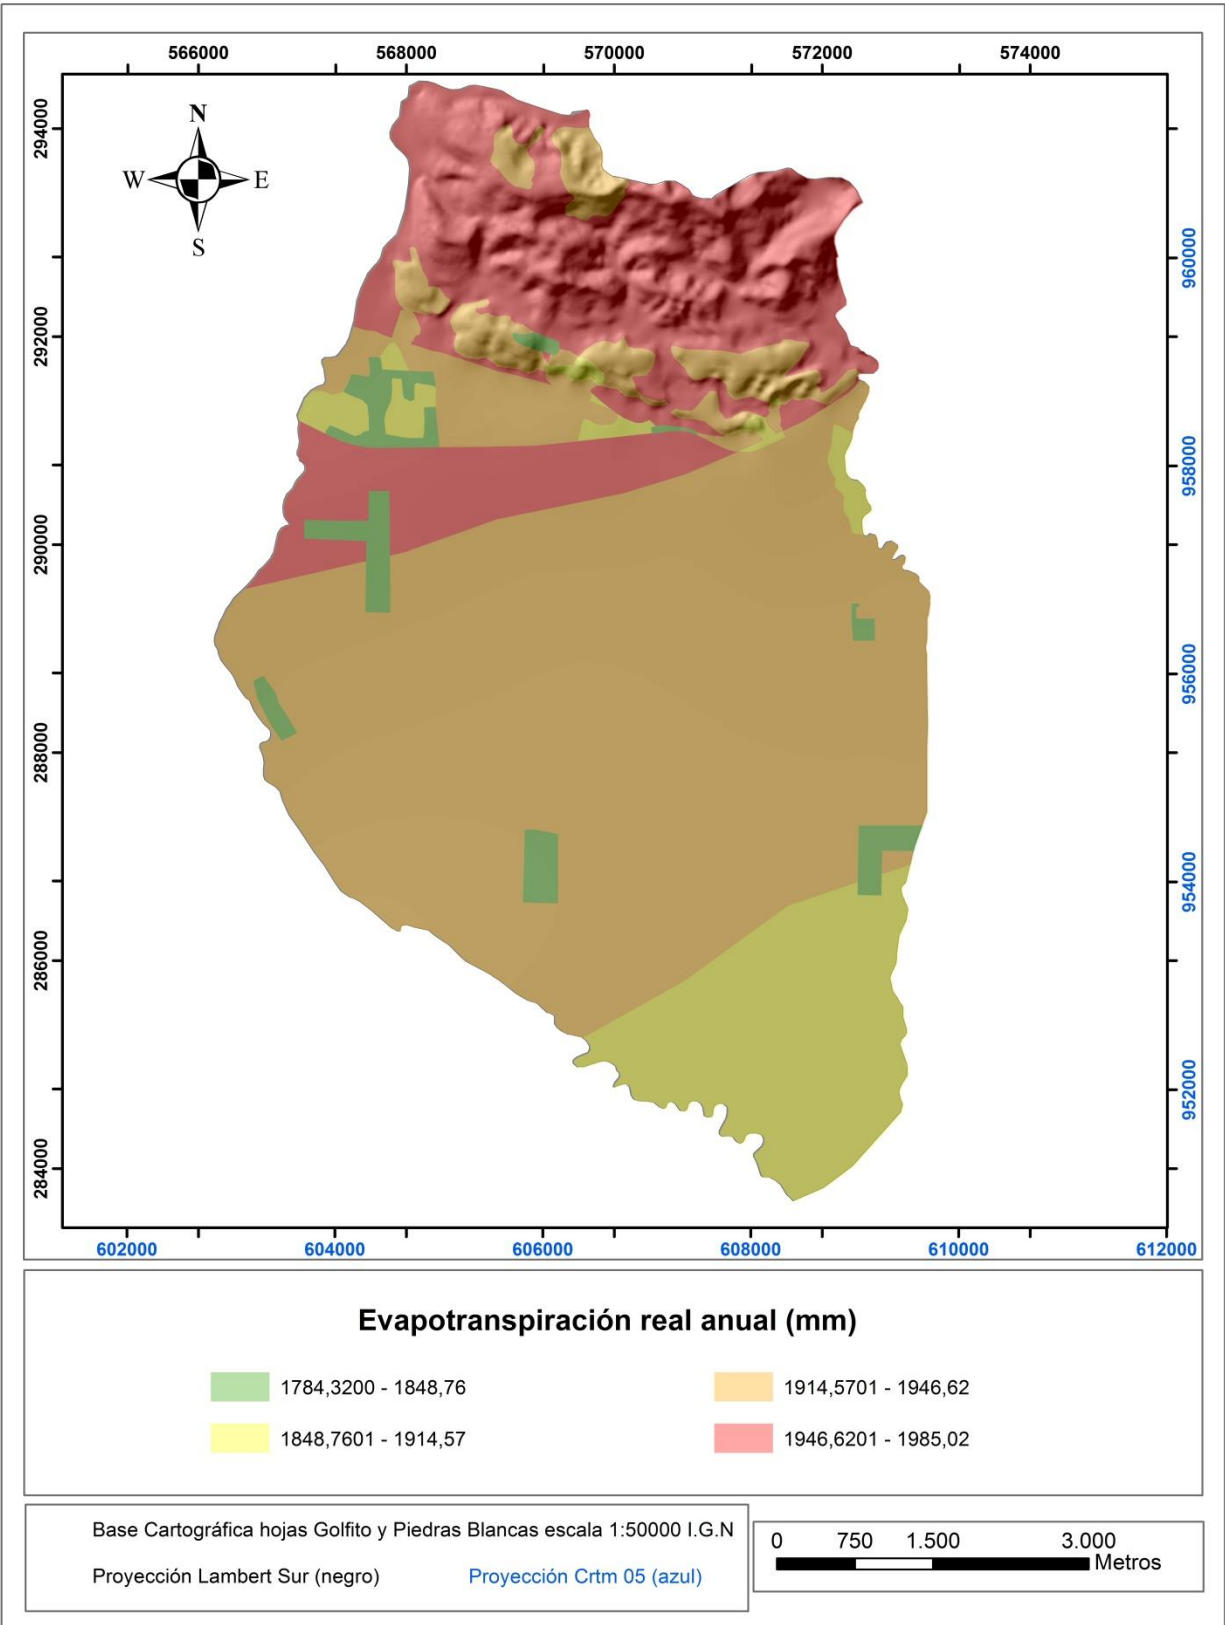 566000 568000 570000 572000 574000
294000
292000
290000
288000
286000
284000
N
W E
S
960000
958000
956000
954000
952000
602000 604000 606000 608000 610000 612000
Evapotranspiración real anual (mm)
1784,3200 - 1848,76
1848,7601 - 1914,57
1914,5701 - 1946,62
1946,6201 - 1985,02
Base Cartográfica hojas Golfito y Piedras Blancas escala 1:50000 I.G.N
Proyección Lambert Sur (negro) Proyección Crtm 05 (azul)
0 750 1.500 3.000
Metros